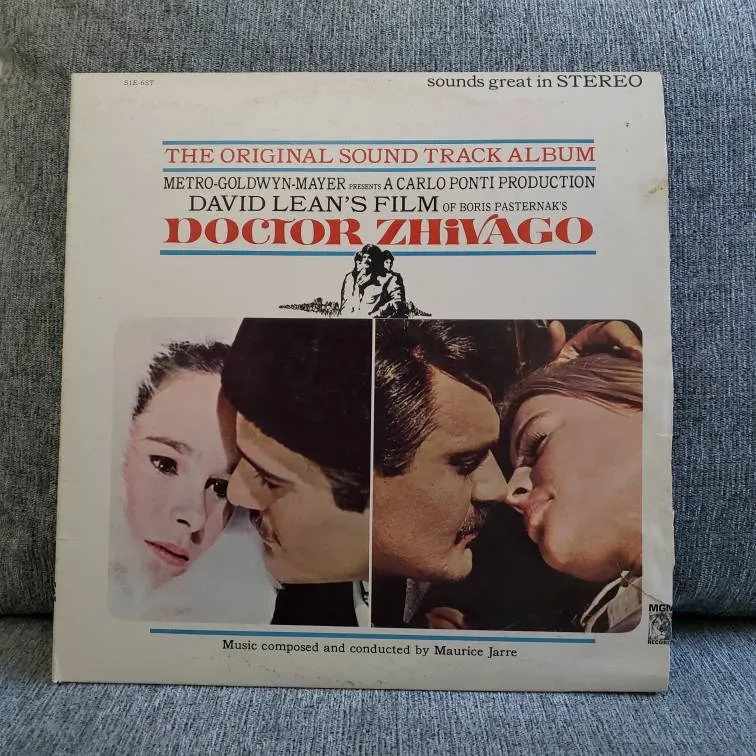 S1E-6ST
sounds great in STEREO
THE ORIGINAL SOUND TRACK ALBUM
METRO-GOLDWYN-MAYER PRESENTS A CARLO PONTI PRODUCTION
DAVID LEAN'S FILM OF BORIS PASTERNAK'S
DOCTOR ZHiVAGO
MGM
RECORDS
Music composed and conducted by Maurice Jarre